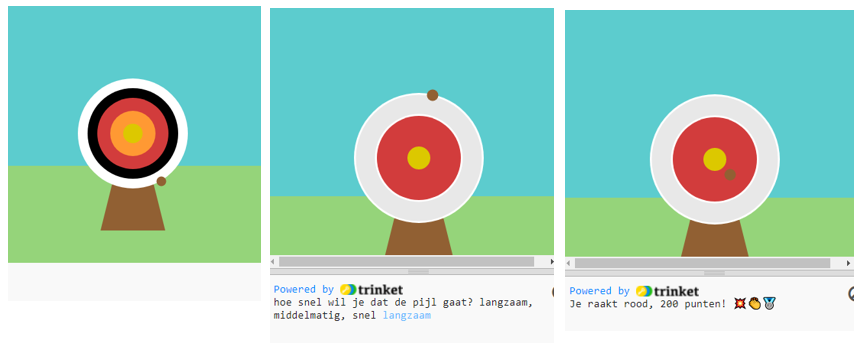 Powered by trinket
hoe snel wil je dat de pijl gaat? langzaam,
middelmatig, snel langzaam
Powered by trinket
Je raakt rood, 200 punten! 💥👏🏅